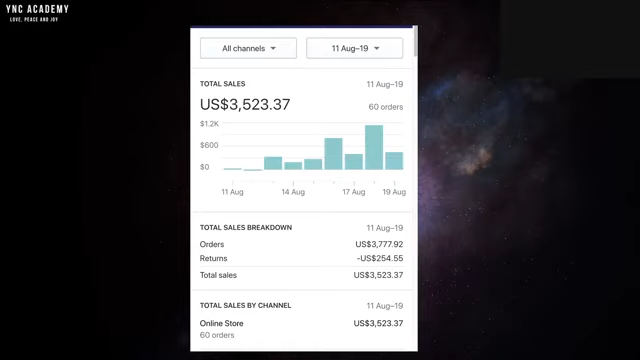 YNC ACADEMY
LOVE, PEACE AND JOY
All channels
11 Aug–19
TOTAL SALES 11 Aug–19
US$3,523.37 60 orders
$1.2K
$600
$0
11 Aug 14 Aug 17 Aug 19 Aug
TOTAL SALES BREAKDOWN 11 Aug–19
Orders US$3,777.92
Returns -US$254.55
Total sales US$3,523.37
TOTAL SALES BY CHANNEL 11 Aug–19
Online Store US$3,523.37
60 orders